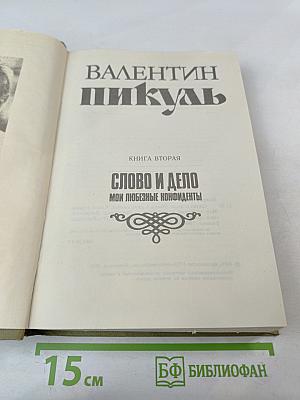 ВАЛЕНТИН
ПИКУЛЬ
КНИГА ВТОРАЯ
СЛОВО И ДЕЛО
МОИ ЛЮБЕЗНЫЕ КОНФИДЕНТЫ
15 см
БФ БИБЛИОФАН